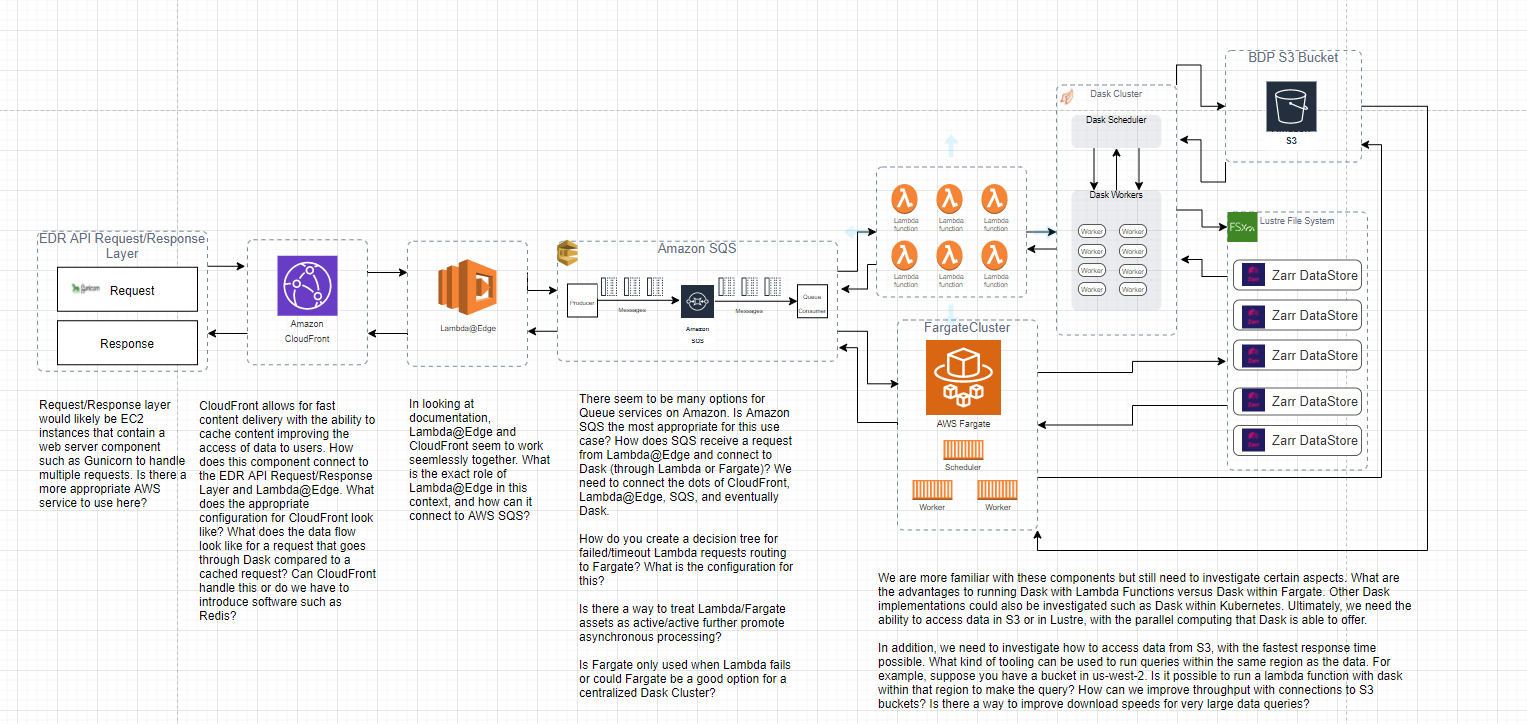 BDP S3 Bucket
S3
Dask Cluster
Dask Scheduler
Dask Workers
Worker
Worker
Worker
Worker
Worker
Worker
Worker
Worker
FSx
Lustre File System
Zarr DataStore
Zarr DataStore
Zarr DataStore
Zarr DataStore
Zarr DataStore
Lambda
function
Lambda
function
Lambda
function
Lambda
function
Lambda
function
Lambda
function
EDR API Request/Response
Layer
Gunicorn
Request
Response
Amazon
CloudFront
Lambda@Edge
Amazon SQS
Producer
Messages
Amazon
SQS
Messages
Queue
Consumer
FargateCluster
AWS Fargate
Scheduler
Worker
Worker
Request/Response layer
would likely be EC2
instances that contain a
web server component
such as Gunicorn to handle
multiple requests. Is there a
more appropriate AWS
service to use here?
CloudFront allows for fast
content delivery with the ability to
cache content improving the
access of data to users. How
does this component connect to
the EDR API Request/Response
Layer and Lambda@Edge. What
does the appropriate
configuration for CloudFront look
like? What does the data flow
look like for a request that goes
through Dask compared to a
cached request? Can CloudFront
handle this or do we have to
introduce software such as
Redis?
In looking at
documentation,
Lambda@Edge and
CloudFront seem to work
seemlessly together. What
is the exact role of
Lambda@Edge in this
context, and how can it
connect to AWS SQS?
There seem to be many options for
Queue services on Amazon. Is Amazon
SQS the most appropriate for this use
case? How does SQS receive a request
from Lambda@Edge and connect to
Dask (through Lambda or Fargate)? We
need to connect the dots of CloudFront,
Lambda@Edge, SQS, and eventually
Dask.
How do you create a decision tree for
failed/timeout Lambda requests routing
to Fargate? What is the configuration for
this?
Is there a way to treat Lambda/Fargate
assets as active/active further promote
asynchronous processing?
Is Fargate only used when Lambda fails
or could Fargate be a good option for a
centralized Dask Cluster?
We are more familiar with these components but still need to investigate certain aspects. What are
the advantages to running Dask with Lambda Functions versus Dask within Fargate. Other Dask
implementations could also be investigated such as Dask within Kubernetes. Ultimately, we need the
ability to access data in S3 or in Lustre, with the parallel computing that Dask is able to offer.
In addition, we need to investigate how to access data from S3, with the fastest response time
possible. What kind of tooling can be used to run queries within the same region as the data. For
example, suppose you have a bucket in us-west-2. Is it possible to run a lambda function with dask
within that region to make the query? How can we improve throughput with connections to S3
buckets? Is there a way to improve download speeds for very large data queries?